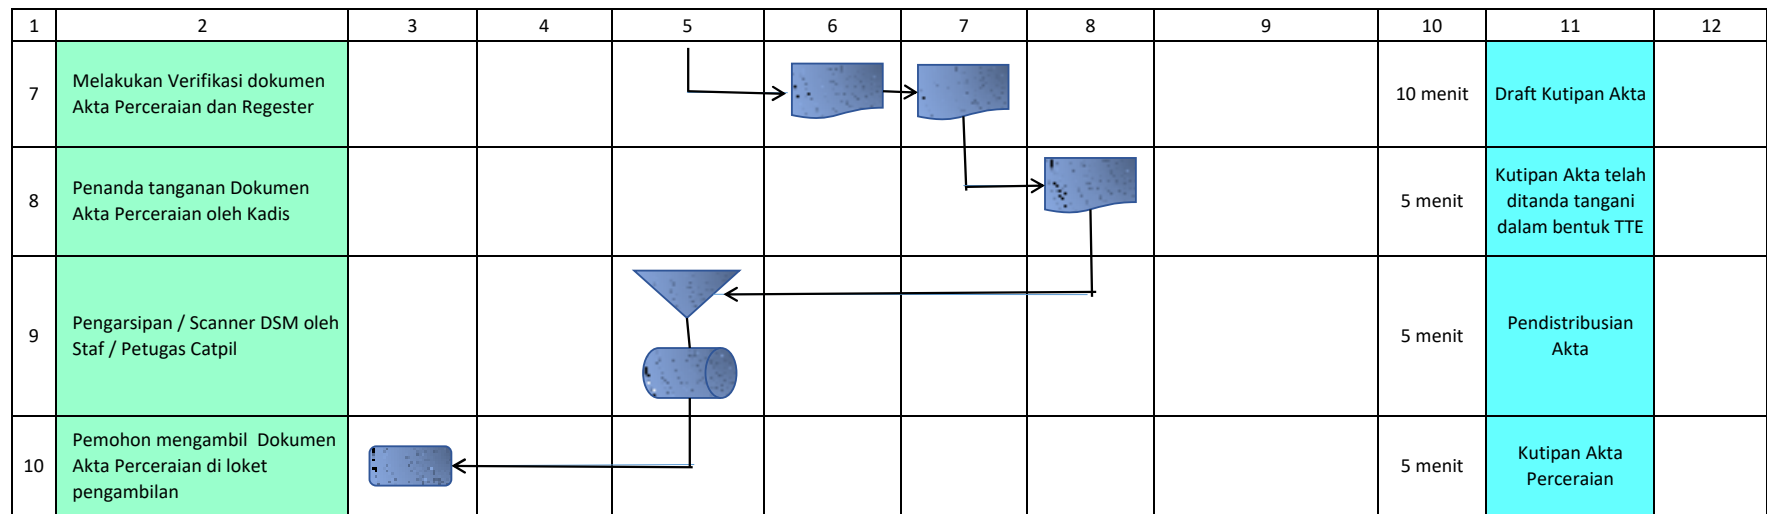 1 2 3 4 5 6 7 8 9 10 11 12
7
Melakukan Verifikasi dokumen
Akta Perceraian dan Regester
10 menit
Draft Kutipan Akta
8
Penanda tanganan Dokumen
Akta Perceraian oleh Kadis
5 menit
Kutipan Akta telah
ditanda tangani
dalam bentuk TTE
9
Pengarsipan / Scanner DSM oleh
Staf / Petugas Catpil
5 menit
Pendistribusian
Akta
10
Pemohon mengambil Dokumen
Akta Perceraian di loket
pengambilan
5 menit
Kutipan Akta
Perceraian